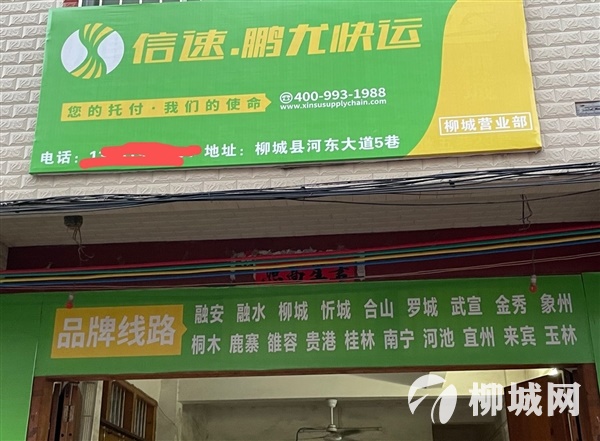 信速.鹏尤快运
您的托付·我们的使命
☎400-993-1988
www.xinsusupplychain.com
柳城营业部
电话:1 地址:柳城县河东大道5巷
品牌线路
融安 融水 柳城 忻城 合山 罗城 武宣 金秀 象州
桐木 鹿寨 雒容 贵港 桂林 南宁 河池 宜州 来宾 玉林
柳城网